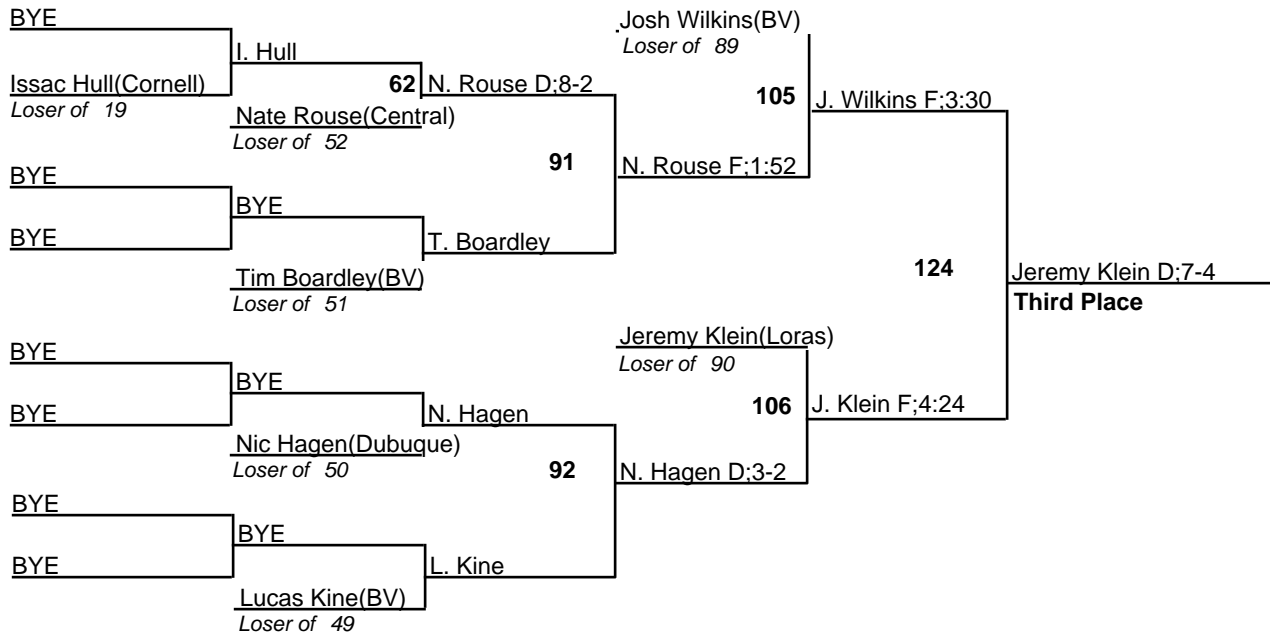 BYE
Josh Wilkins(BV)
Loser of 89
I. Hull
Issac Hull(Cornell)
Loser of 19
62
N. Rouse D;8-2
105
J. Wilkins F;3:30
Nate Rouse(Central)
Loser of 52
91
N. Rouse F;1:52
BYE
BYE
BYE
T. Boardley
124
Jeremy Klein D;7-4
Third Place
Tim Boardley(BV)
Loser of 51
Jeremy Klein(Loras)
Loser of 90
BYE
BYE
BYE
N. Hagen
106
J. Klein F;4:24
Nic Hagen(Dubuque)
Loser of 50
92
N. Hagen D;3-2
BYE
BYE
BYE
L. Kine
Lucas Kine(BV)
Loser of 49